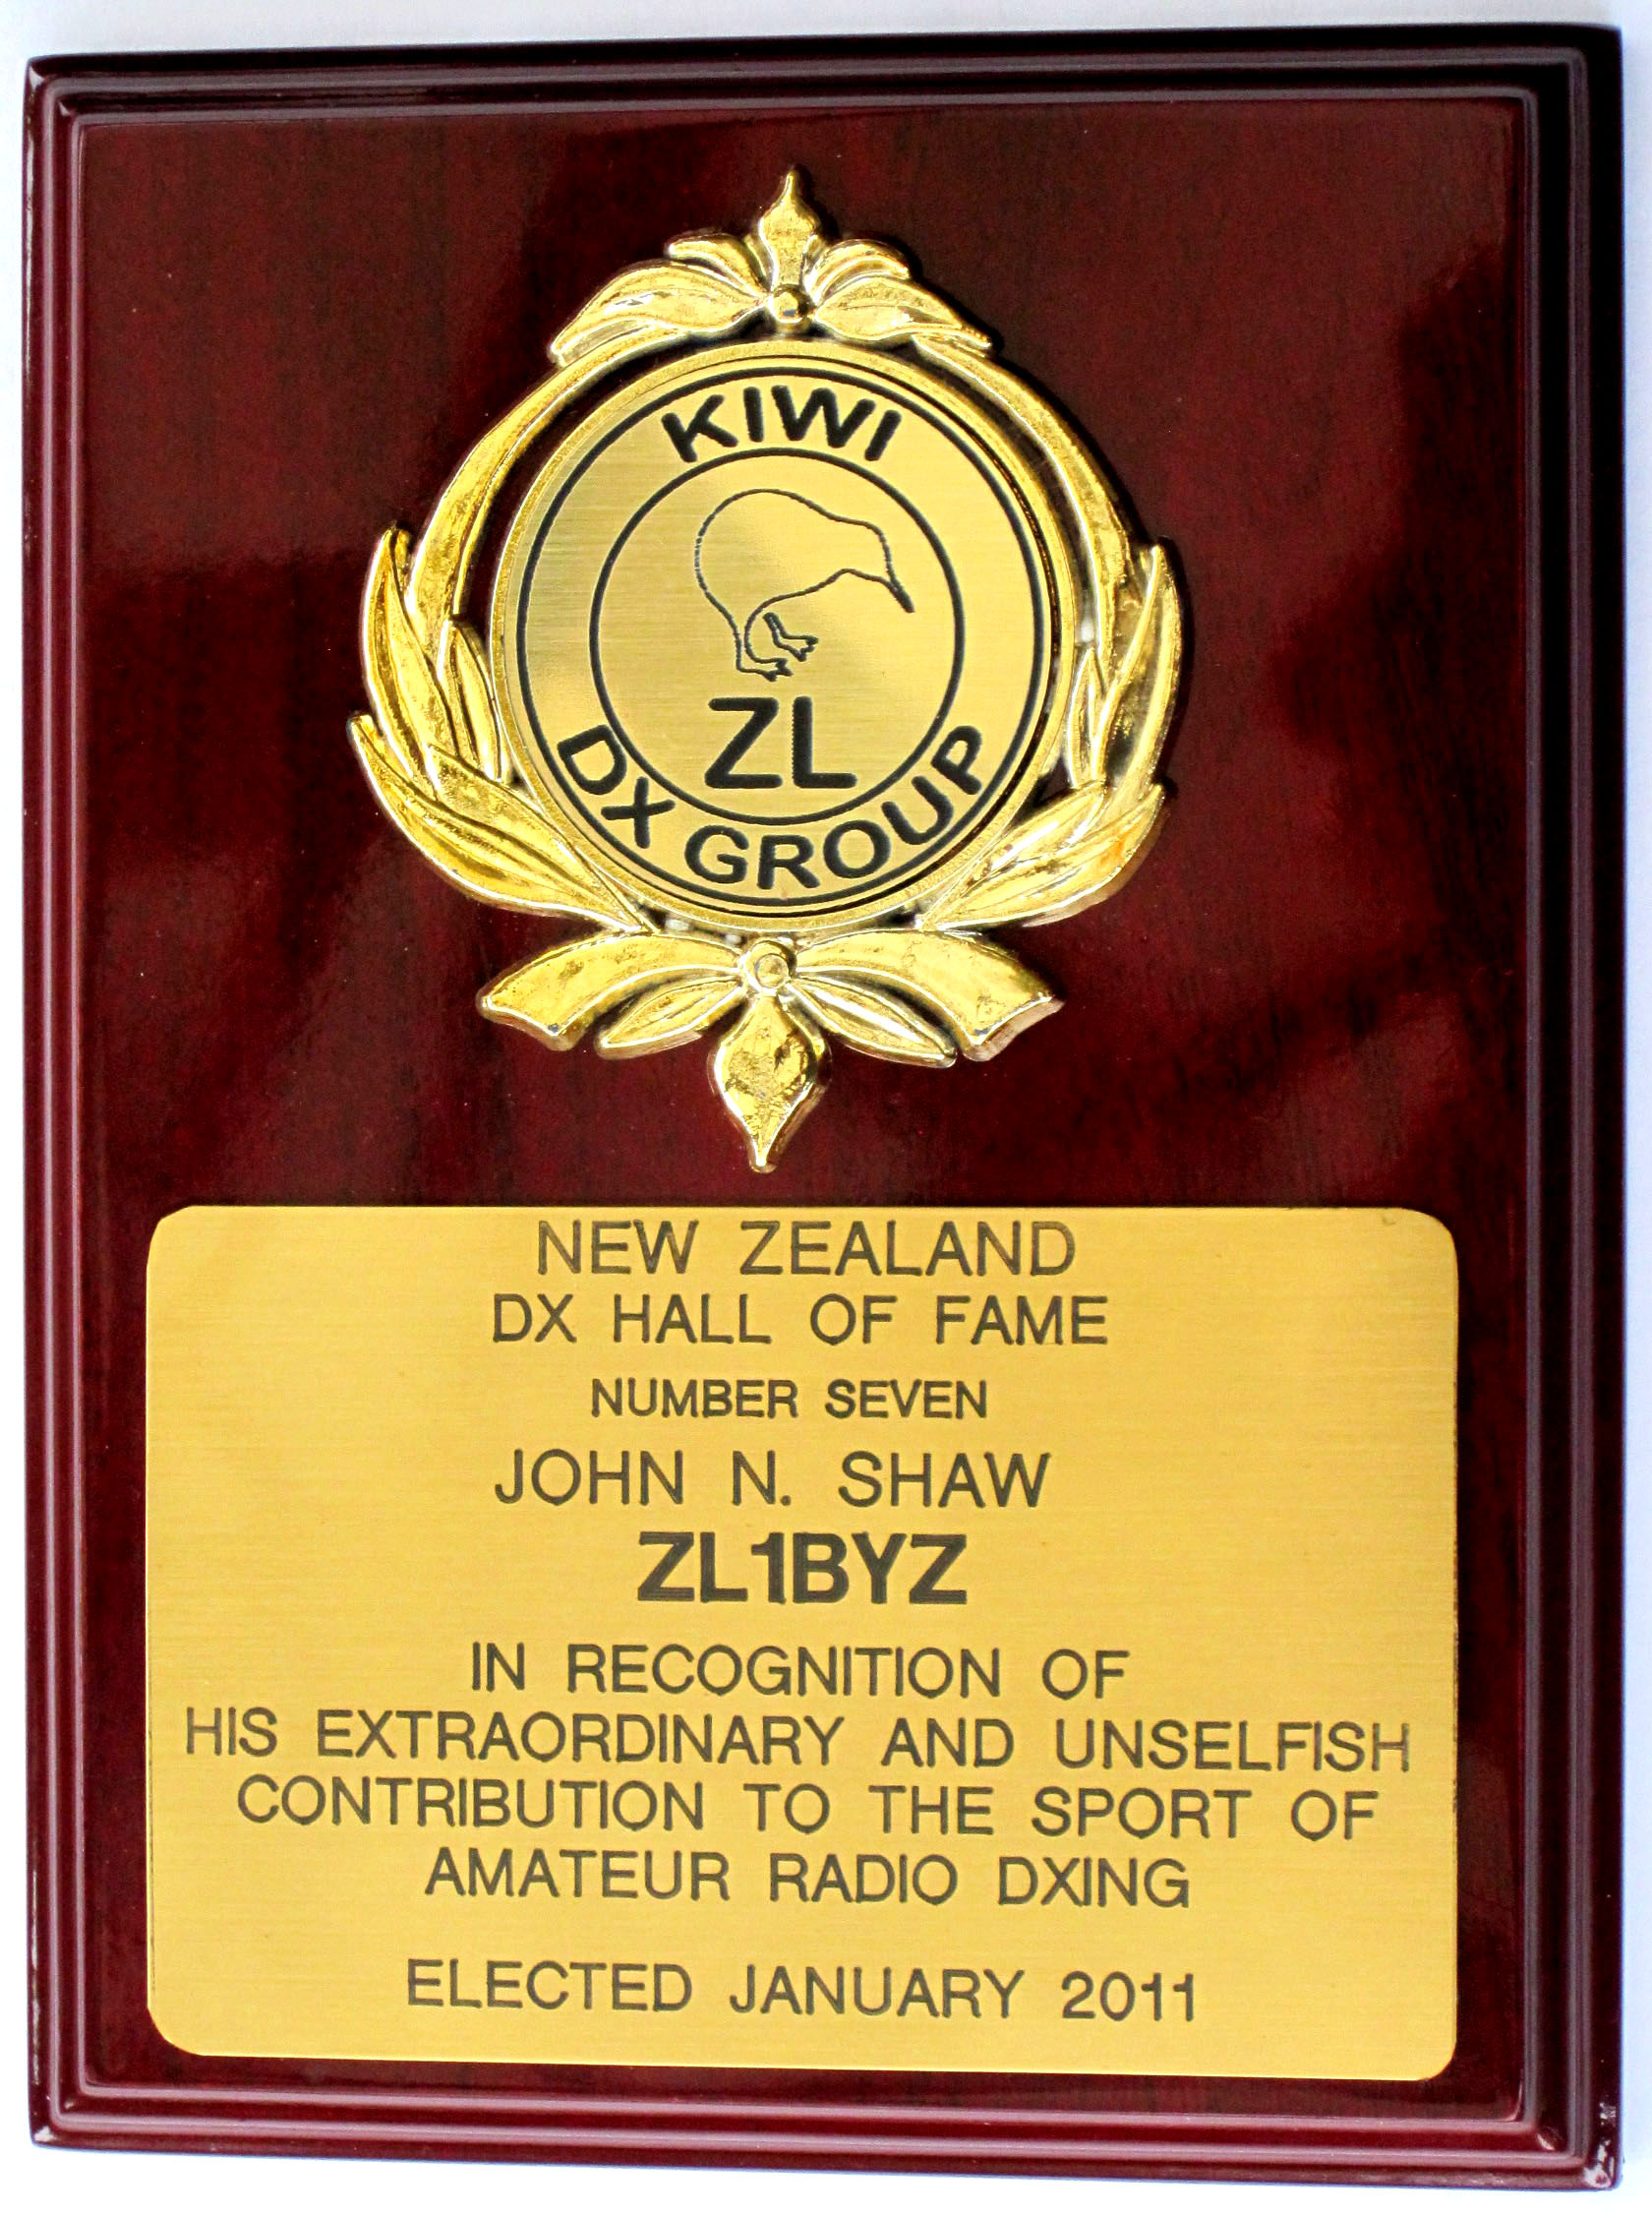 KIWI
ZL
DX GROUP
NEW ZEALAND
DX HALL OF FAME
NUMBER SEVEN
JOHN N. SHAW
ZL1BYZ
IN RECOGNITION OF
HIS EXTRAORDINARY AND UNSELFISH
CONTRIBUTION TO THE SPORT OF
AMATEUR RADIO DXING
ELECTED JANUARY 2011